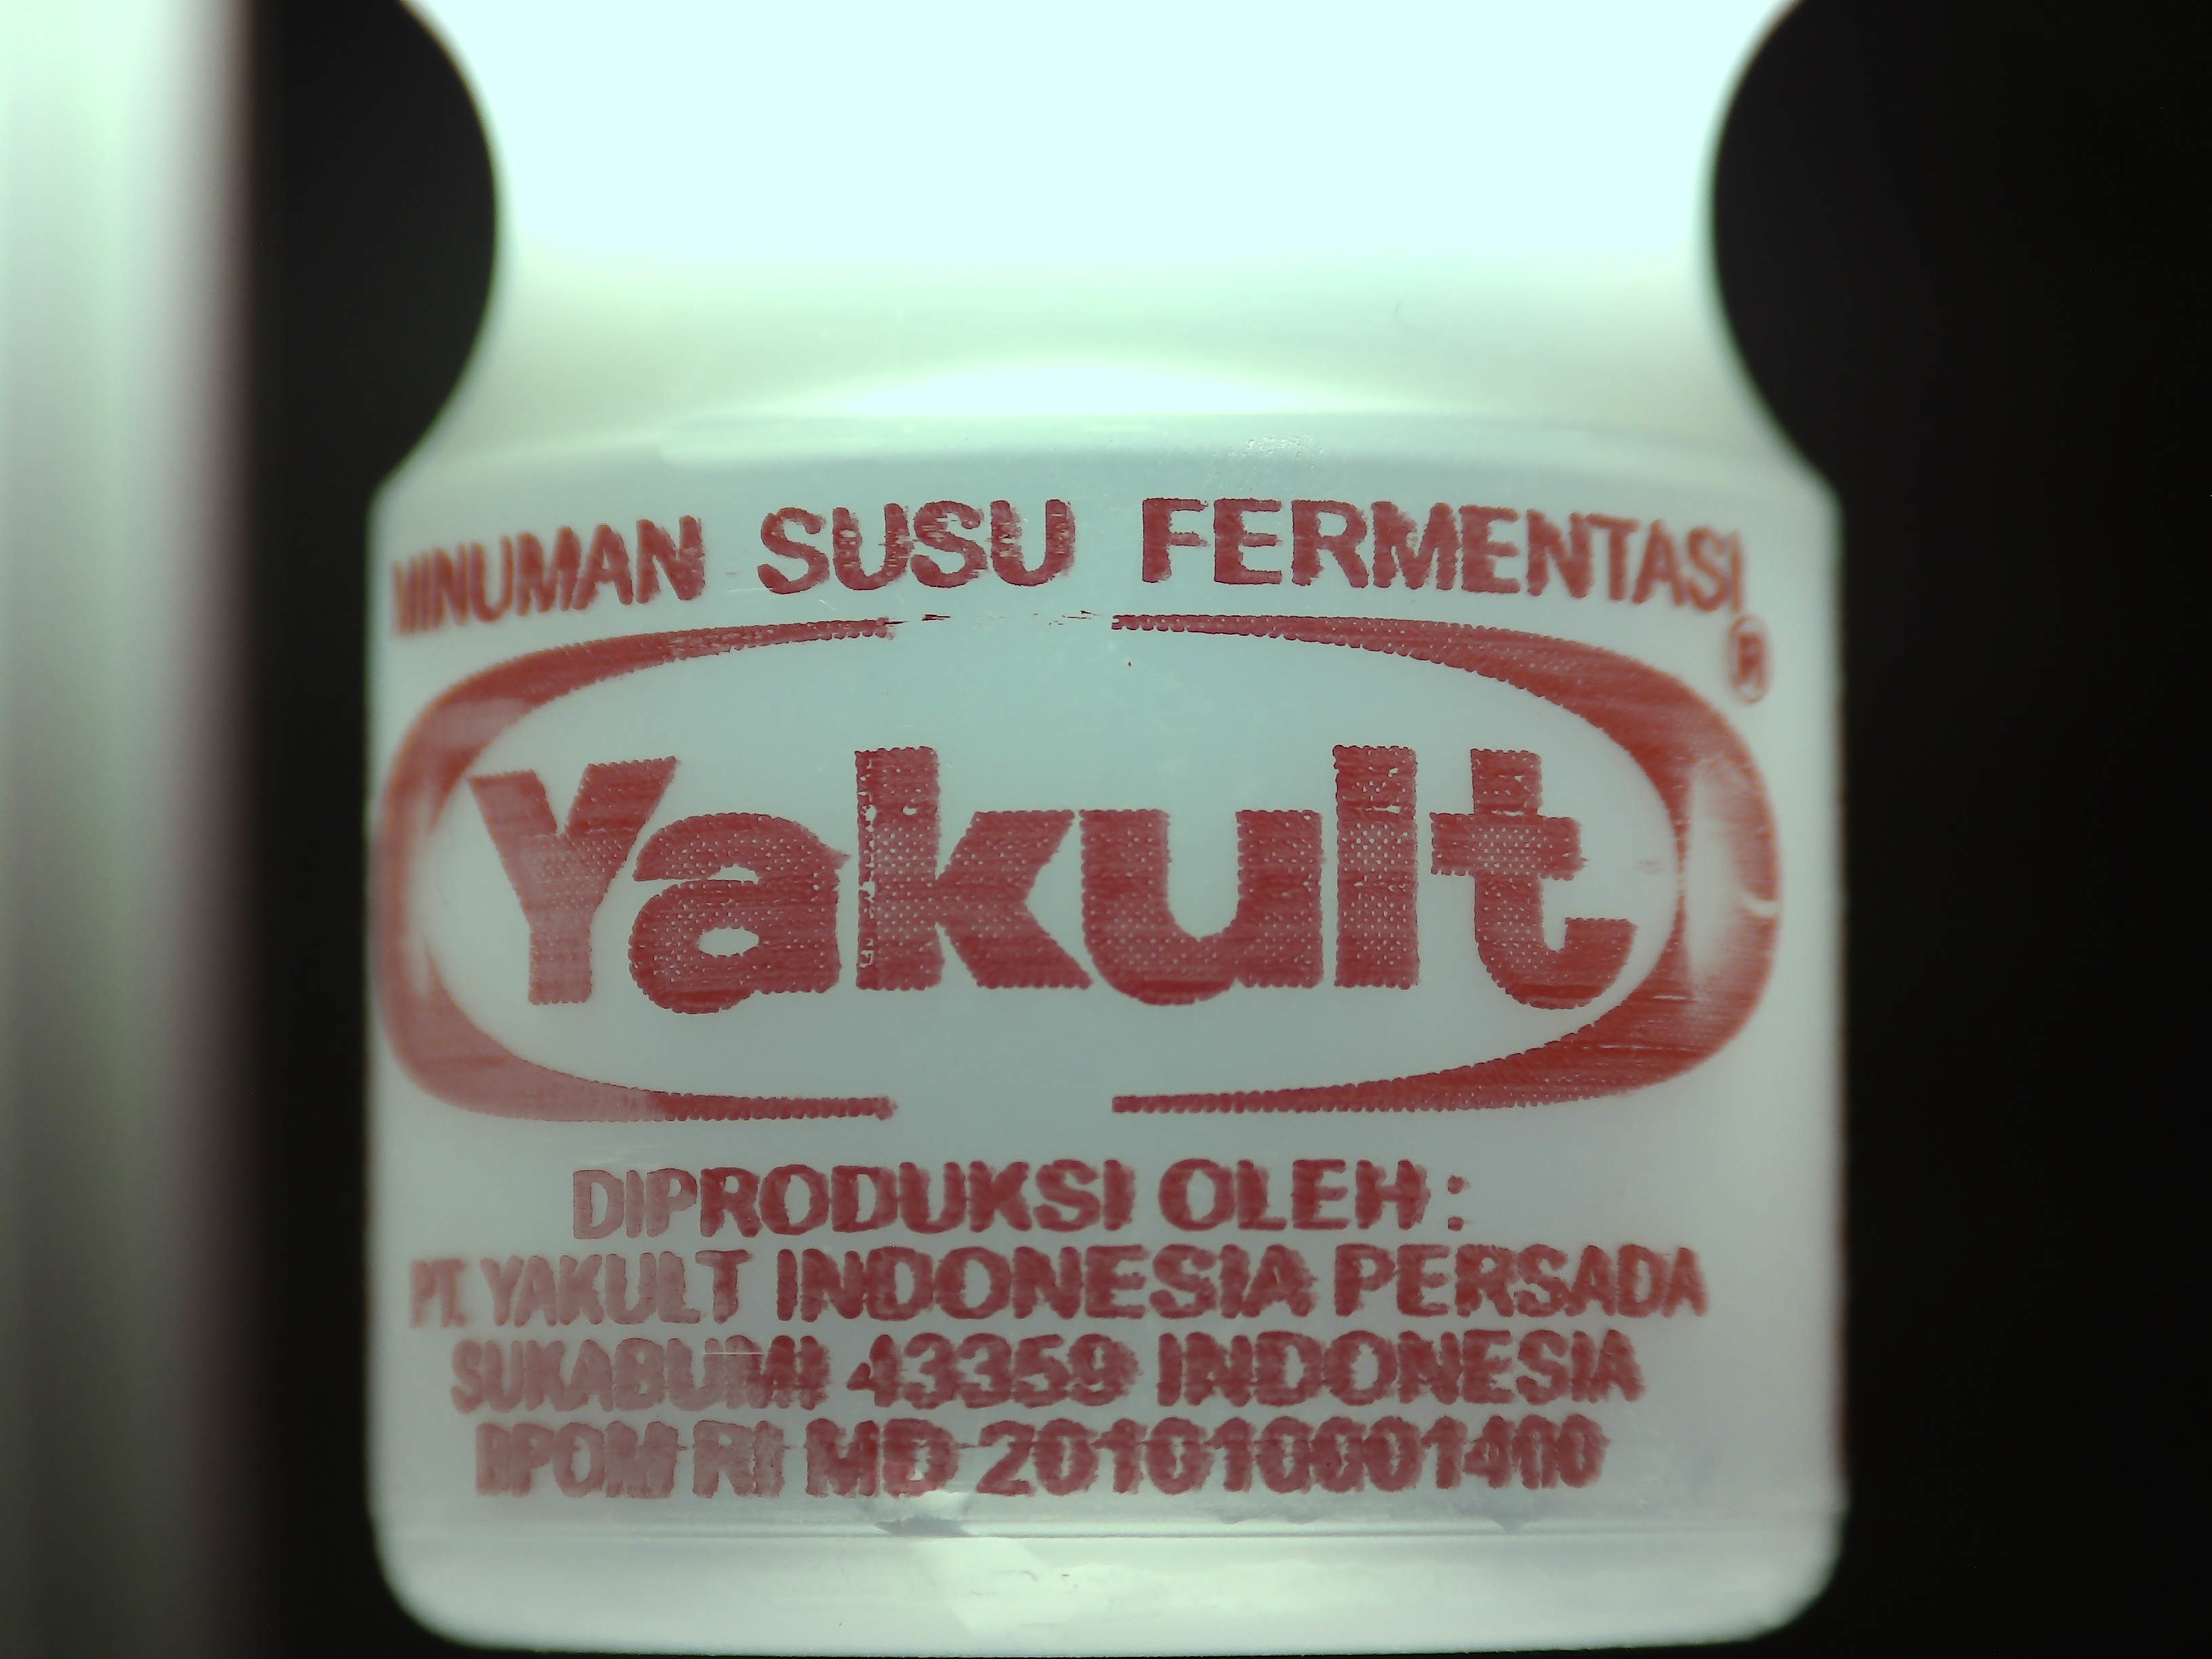 MINUMAN SUSU FERMENTASI
®
Yakult
DIPRODUKSI OLEH :
PT. YAKULT INDONESIA PERSADA
SUKABUMI 43359 INDONESIA
BPOM RI MD 201010001400